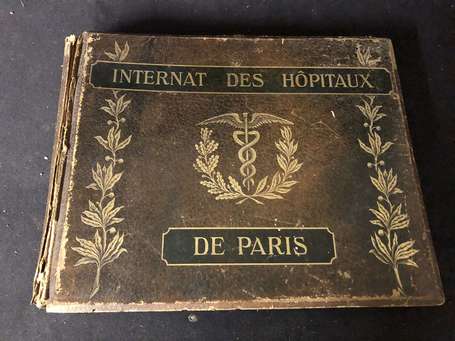 INTERNAT DES HÔPITAUX
DE PARIS